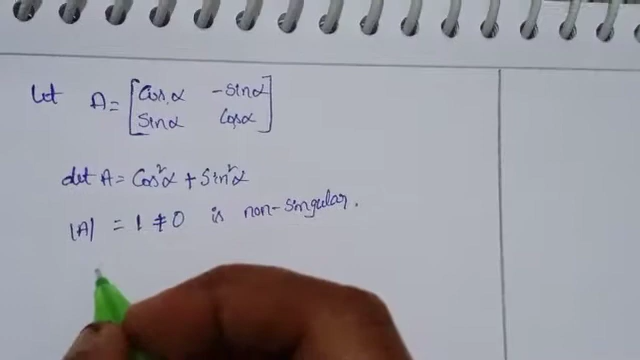 Let A = [Cos α -Sin α
Sin α Cos α]
det A = Cos²α + Sin²α
|A| = 1 ≠ 0 is non-singular.